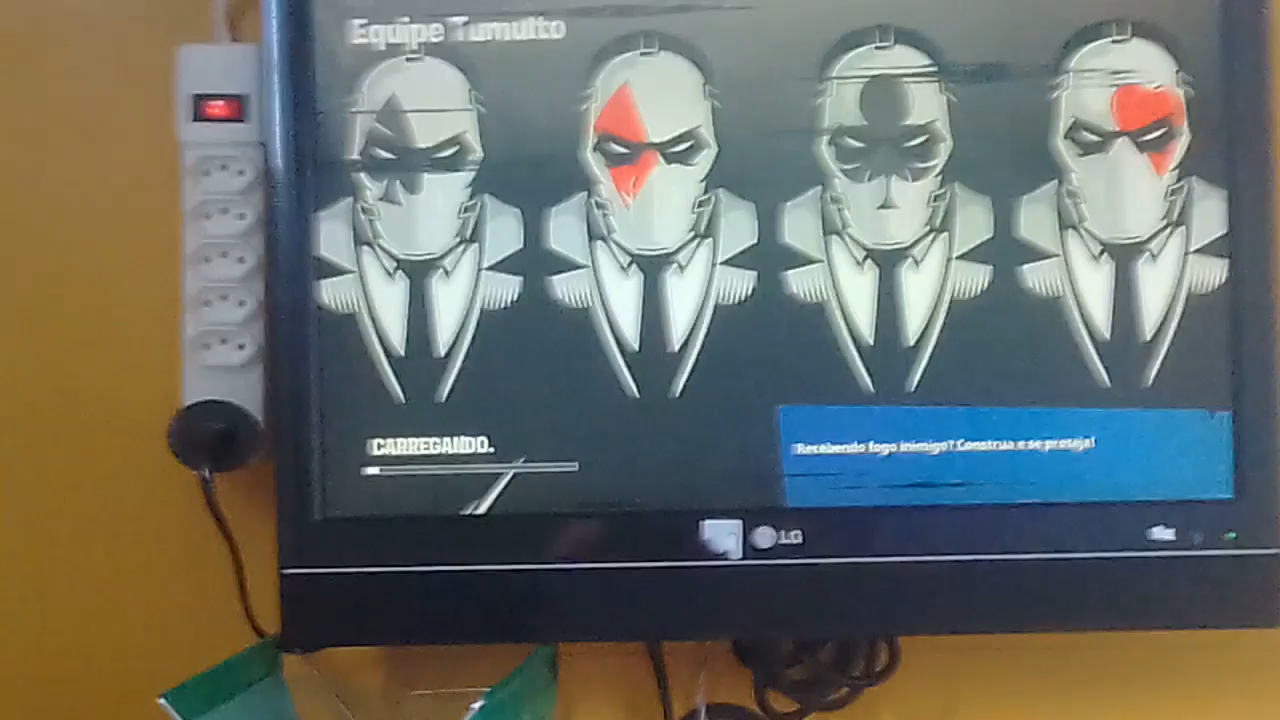 Equipe Tumulto
CARREGANDO.
Recebendo fogo inimigo? Construa e se proteja!
LG